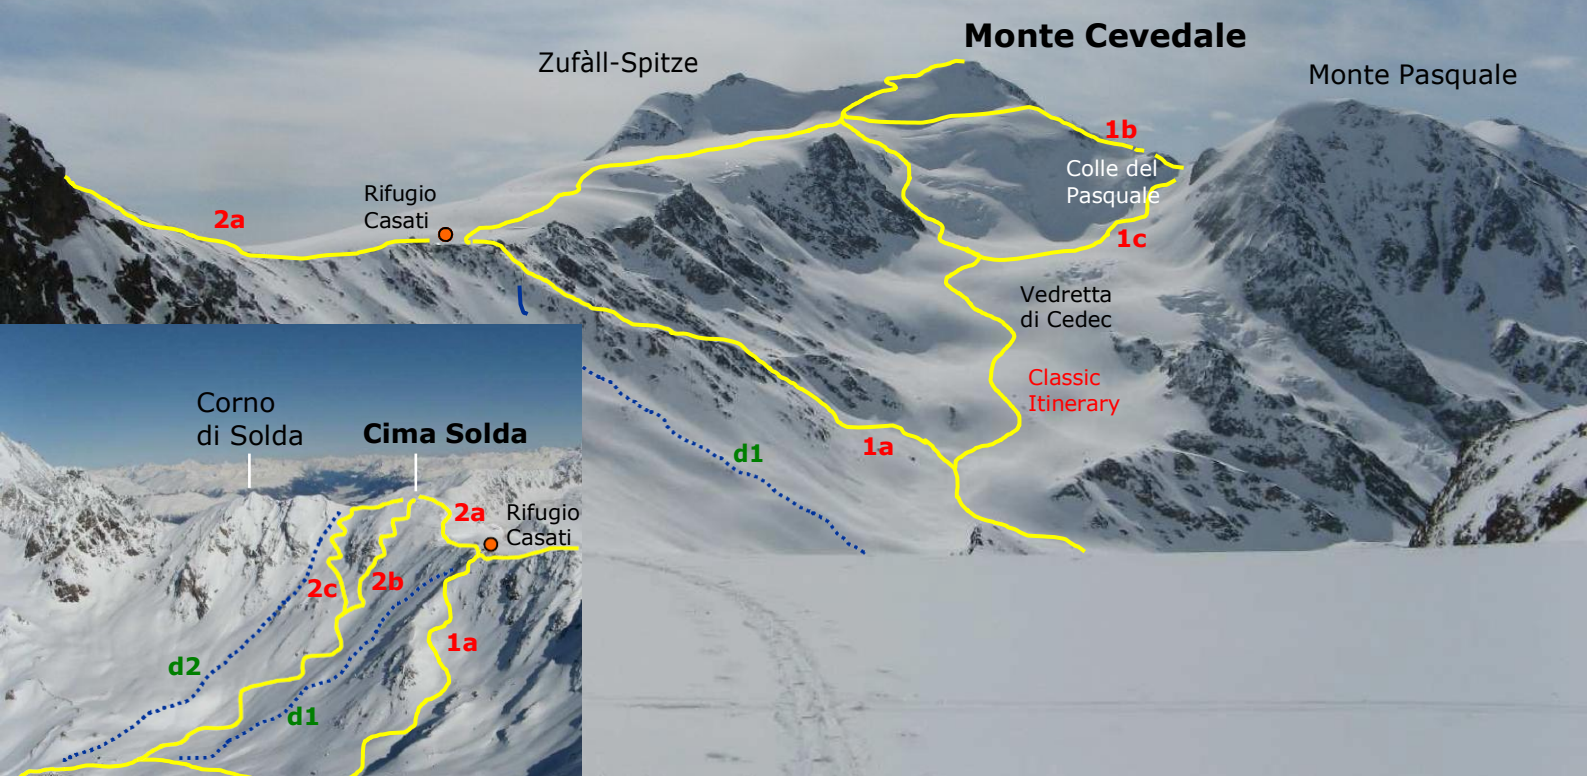 Monte Cevedale
Zufàll-Spitze
Monte Pasquale
1b
Colle del
Pasquale
Rifugio
Casati
2a
1c
Vedretta
di Cedec
Classic
Itinerary
1a
d1
Corno
di Solda
Cima Solda
2a
Rifugio
Casati
2c
2b
1a
d2
d1